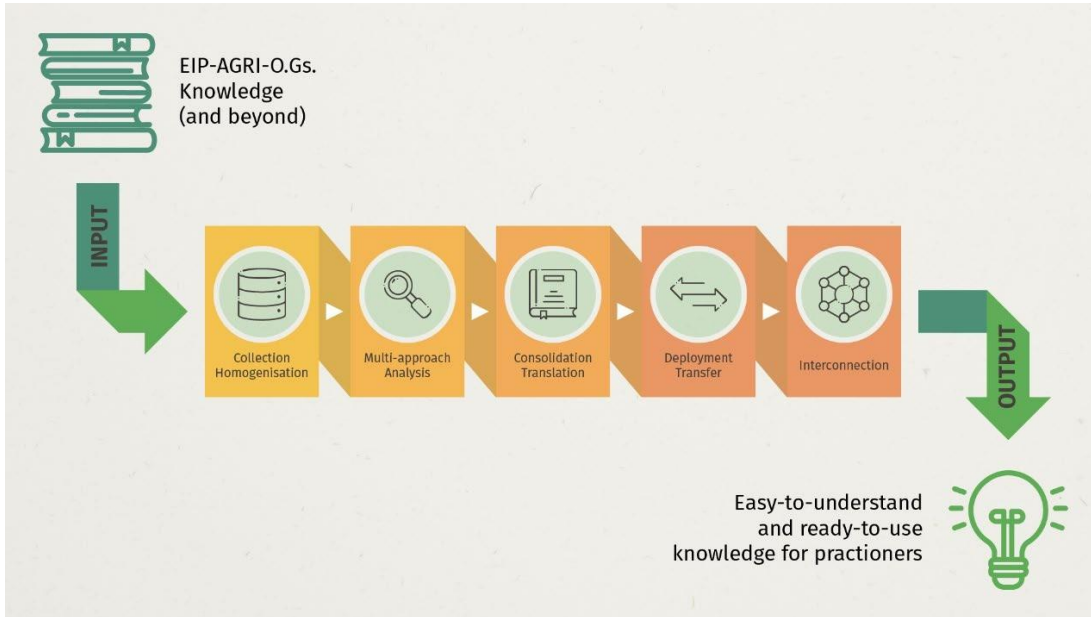 EIP-AGRI-O.Gs.
Knowledge
(and beyond)
INPUT
Collection
Homogenisation
Multi-approach
Analysis
Consolidation
Translation
Deployment
Transfer
Interconnection
OUTPUT
Easy-to-understand
and ready-to-use
knowledge for practioners